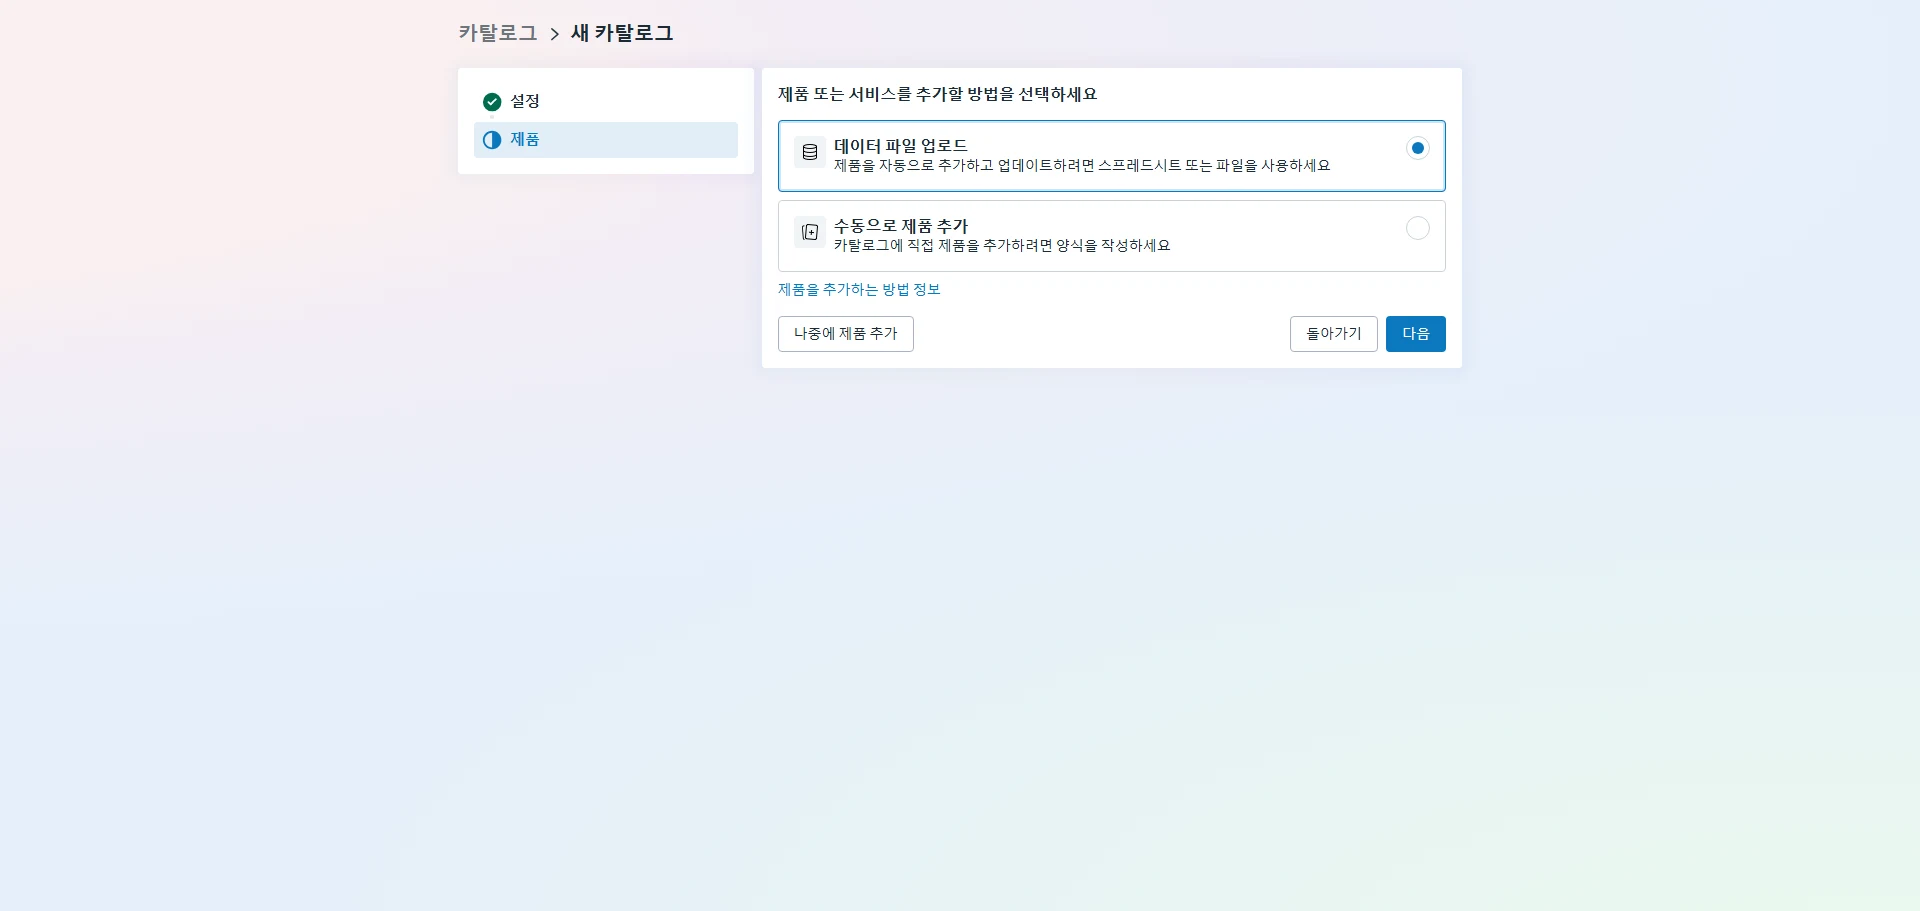 카탈로그 > 새 카탈로그
설정
제품
제품 또는 서비스를 추가할 방법을 선택하세요
데이터 파일 업로드
제품을 자동으로 추가하고 업데이트하려면 스프레드시트 또는 파일을 사용하세요
수동으로 제품 추가
카탈로그에 직접 제품을 추가하려면 양식을 작성하세요
제품을 추가하는 방법 정보
나중에 제품 추가
돌아가기
다음